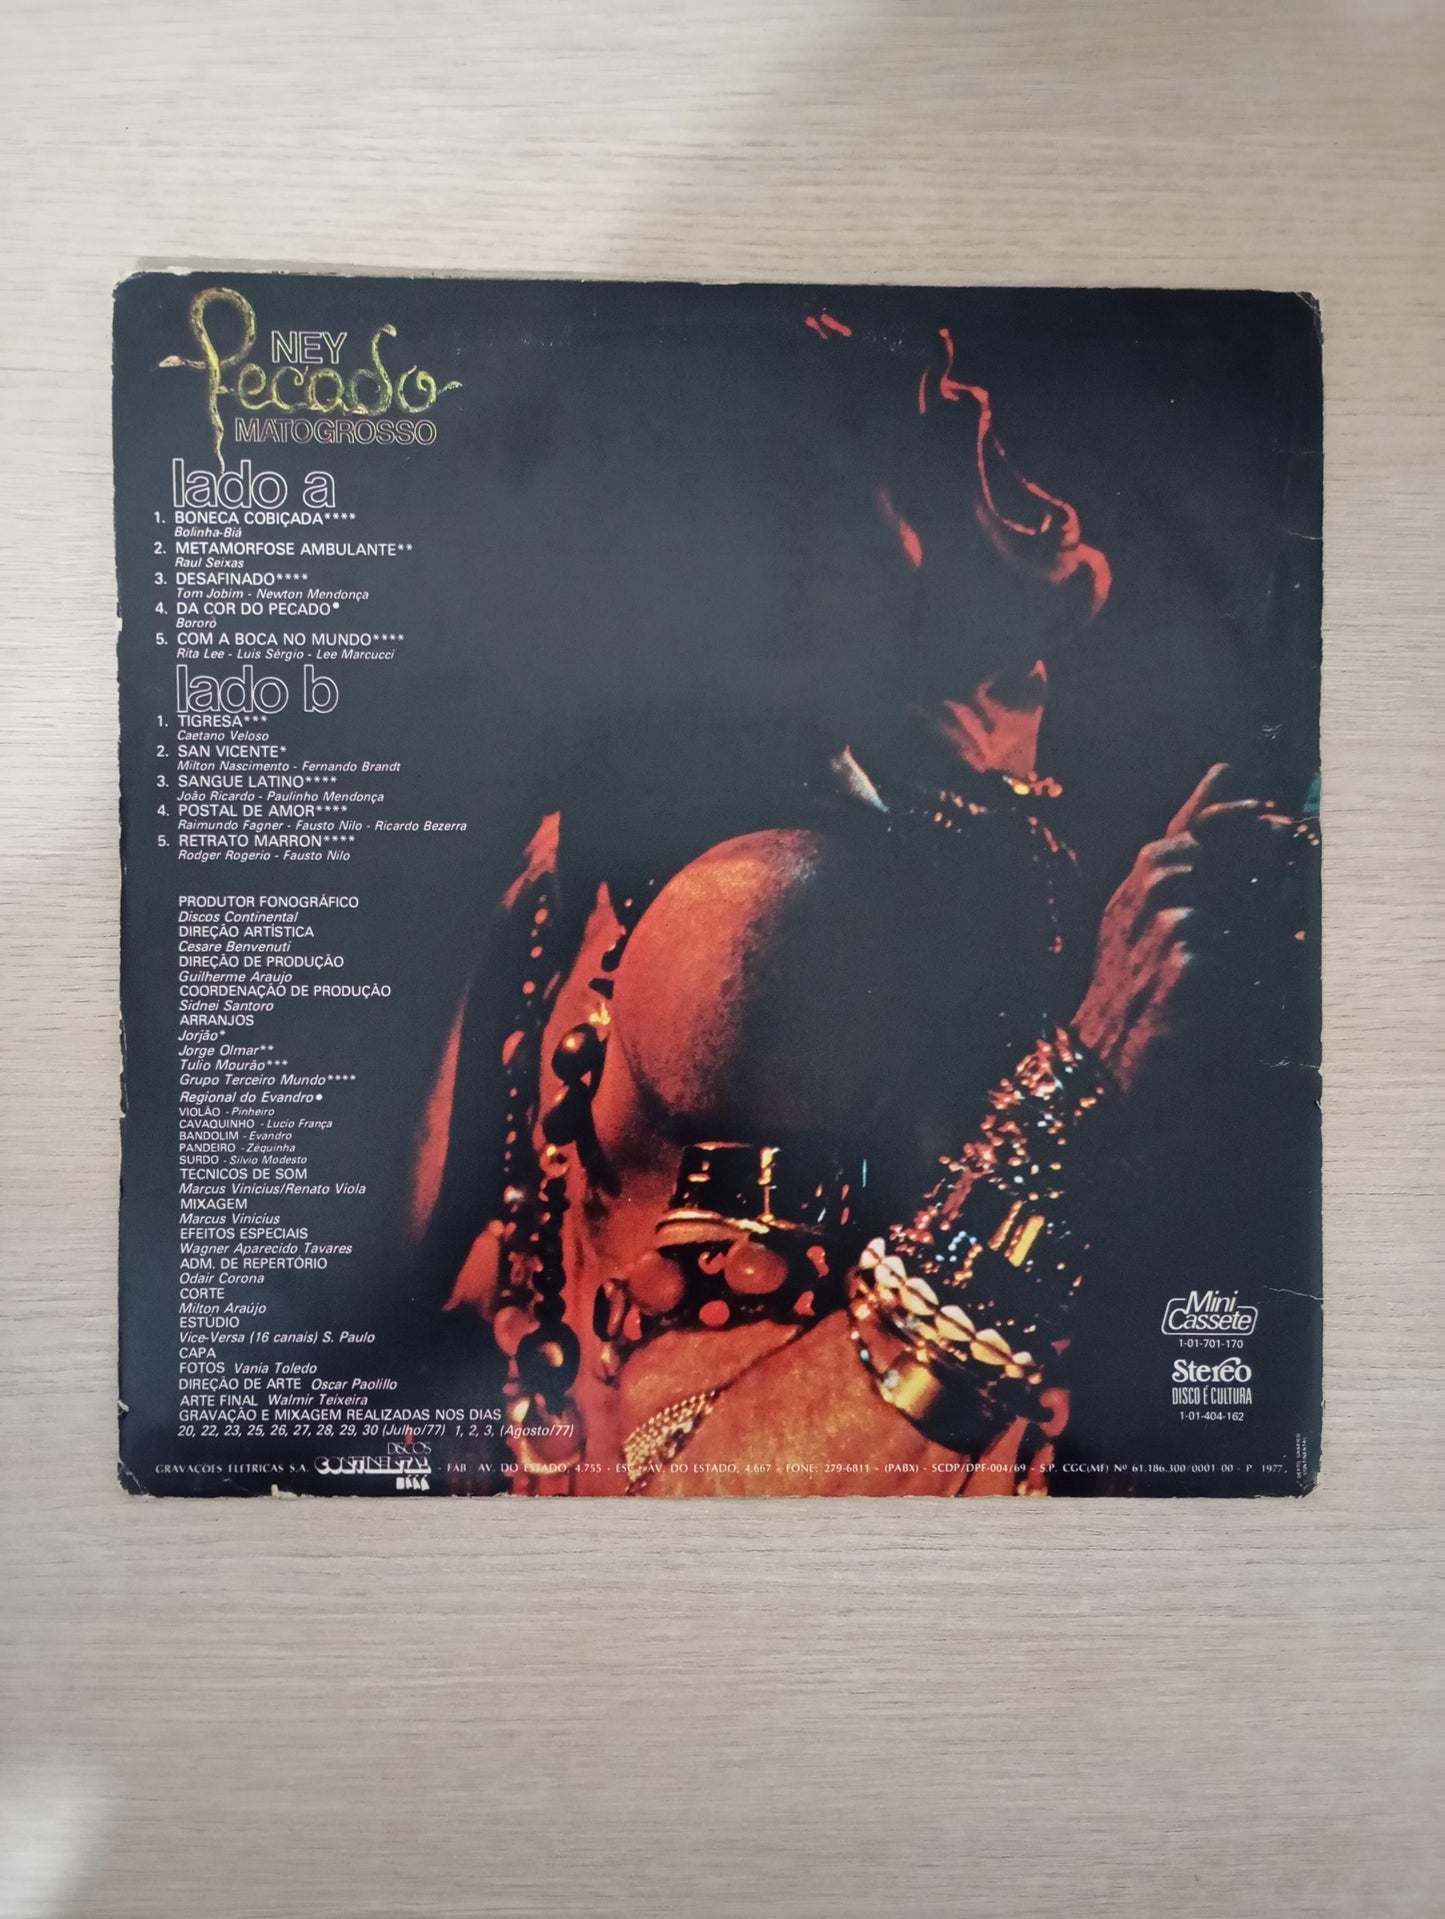 NEY
Pecado
MATOGROSSO
lado a
1. BONECA COBIÇADA****
Bolinha-Biá
2. METAMORFOSE AMBULANTE**
Raul Seixas
3. DESAFINADO****
Tom Jobim - Newton Mendonça
4. DA COR DO PECADO●
Bororò
5. COM A BOCA NO MUNDO****
Rita Lee - Luis Sérgio - Lee Marcucci
lado b
1. TIGRESA***
Caetano Veloso
2. SAN VICENTE*
Milton Nascimento - Fernando Brandt
3. SANGUE LATINO****
João Ricardo - Paulinho Mendonça
4. POSTAL DE AMOR****
Raimundo Fagner - Fausto Nilo - Ricardo Bezerra
5. RETRATO MARRON****
Rodger Rogerio - Fausto Nilo
PRODUTOR FONOGRÁFICO
Discos Continental
DIREÇÃO ARTÍSTICA
Cesare Benvenuti
DIREÇÃO DE PRODUÇÃO
Guilherme Araujo
COORDENAÇÃO DE PRODUÇÃO
Sidnei Santoro
ARRANJOS
Jorjão*
Jorge Olmar**
Tulio Mourão***
Grupo Terceiro Mundo****
Regional do Evandro●
VIOLÃO - Pinheiro
CAVAQUINHO - Lucio França
BANDOLIM - Evandro
PANDEIRO - Zéquinha
SURDO - Silvio Modesto
TECNICOS DE SOM
Marcus Vinicius/Renato Viola
MIXAGEM
Marcus Vinícius
EFEITOS ESPECIAIS
Wagner Aparecido Tavares
ADM. DE REPERTÓRIO
Odair Corona
CORTE
Milton Araújo
ESTÚDIO
Vice-Versa (16 canais) S. Paulo
CAPA
FOTOS Vania Toledo
DIREÇÃO DE ARTE Oscar Paolillo
ARTE FINAL Walmir Teixeira
GRAVAÇÃO E MIXAGEM REALIZADAS NOS DIAS
20, 22, 23, 25, 26, 27, 28, 29, 30 (Julho/77) 1, 2, 3, (Agosto/77)
Mini
Cassete
1-01-701-170
Stereo
DISCO É CULTURA
1-01-404-162
GRAVAÇÕES ELETRICAS S.A. DISCOS CONTINENTAL - FAB.: AV. DO ESTADO, 4.755 - ESC.: AV. DO ESTADO, 4.667 - FONE: 279-6811 - (PABX) - SCDP/DPF-004/69 - S.P. CGC(MF) Nº 61.186.300/0001-00 - P. 1977.